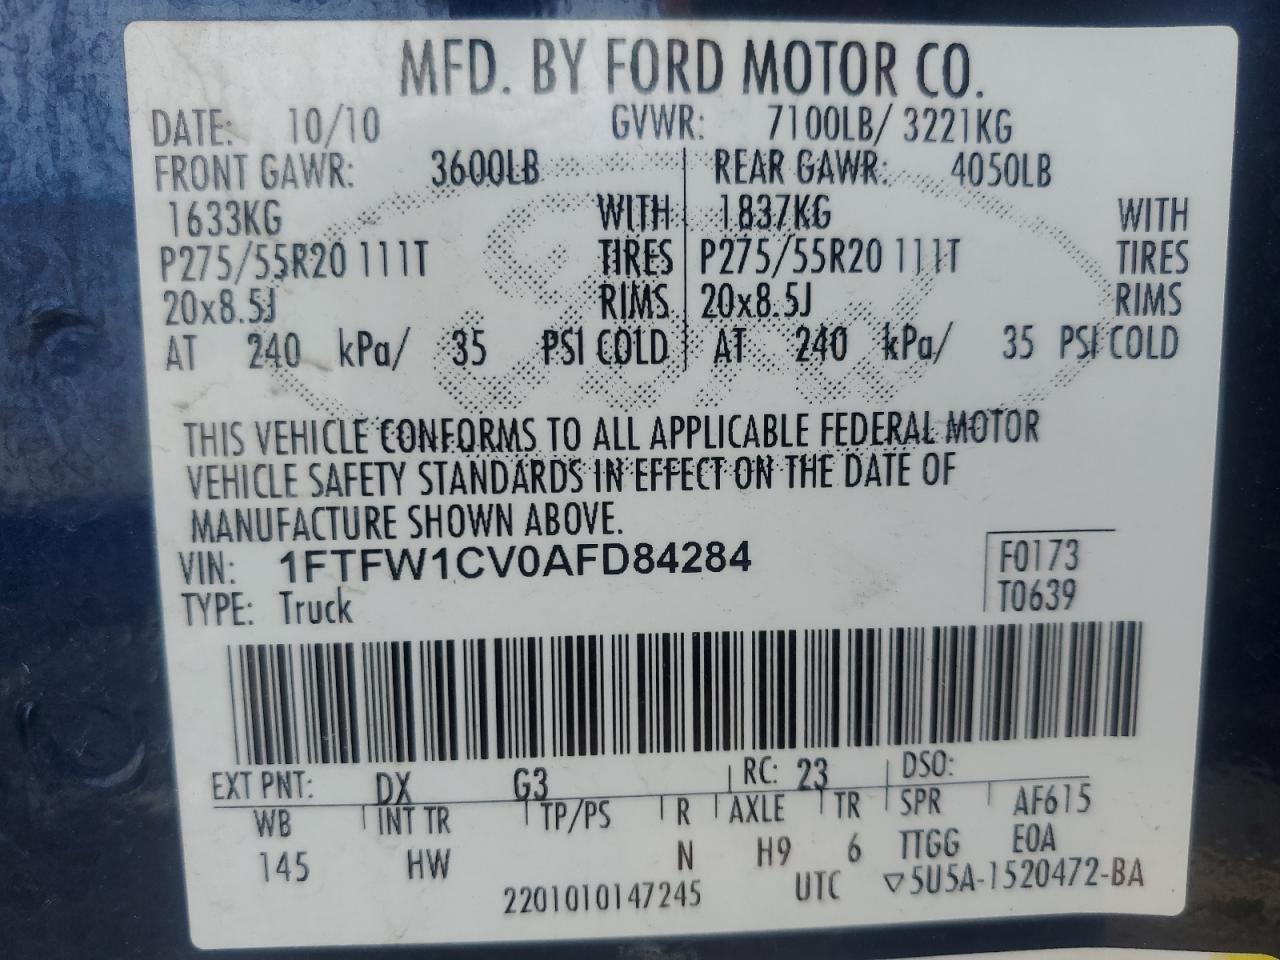 MFD. BY FORD MOTOR CO.
DATE: 10/10 GVWR: 7100LB/ 3221KG
FRONT GAWR: 3600LB REAR GAWR: 4050LB
1633KG WITH 1837KG WITH
P275/55R20 111T TIRES P275/55R20 111T TIRES
20x8.5J RIMS 20x8.5J RIMS
AT 240 kPa/ 35 PSI COLD AT 240 kPa/ 35 PSI COLD
THIS VEHICLE CONFORMS TO ALL APPLICABLE FEDERAL MOTOR
VEHICLE SAFETY STANDARDS IN EFFECT ON THE DATE OF
MANUFACTURE SHOWN ABOVE.
VIN: 1FTFW1CV0AFD84284 F0173
TYPE: Truck T0639
EXT PNT: DX G3 RC: 23 DSO:
WB INT TR TP/PS R AXLE TR SPR AF615
145 HW N H9 6 TTGG E0A
2201010147245 UTC ▽5U5A-1520472-BA